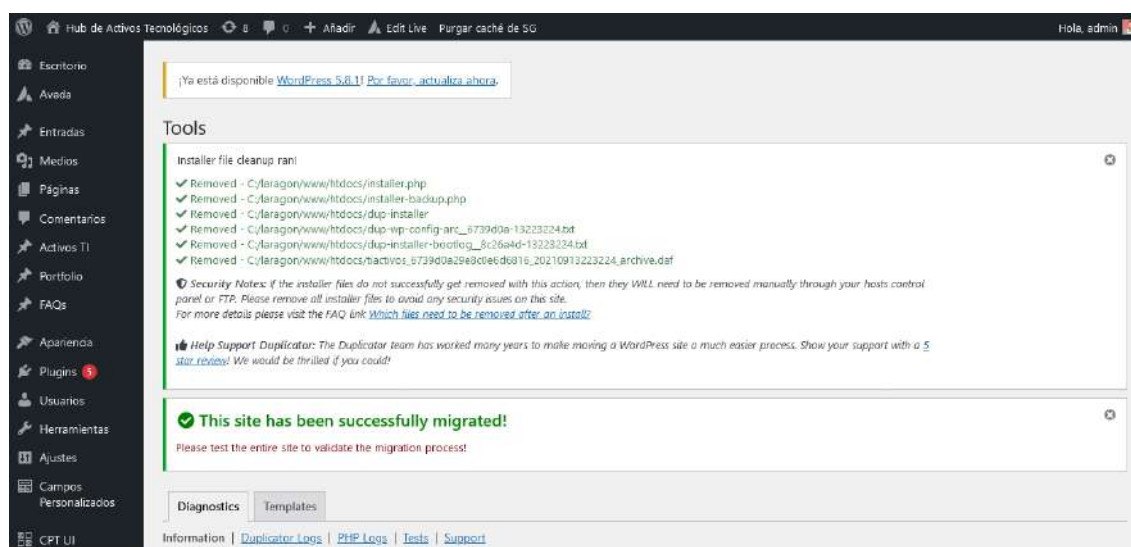 Hub de Activos Tecnológicos 8 0 + Añadir Edit Live Purgar caché de SG Hola, admin
Escritorio
Avada
Entradas
Medios
Páginas
Comentarios
Activos TI
Portfolio
FAQs
Apariencia
Plugins 5
Usuarios
Herramientas
Ajustes
Campos
Personalizados
CPT UI
¡Ya está disponible WordPress 5.8.1! Por favor, actualiza ahora.
Tools
Installer file cleanup ran!
Removed - C:/laragon/www/htdocs/installer.php
Removed - C:/laragon/www/htdocs/installer-backup.php
Removed - C:/laragon/www/htdocs/dup-installer
Removed - C:/laragon/www/htdocs/dup-wp-config-arc__6739d0a-13223224.txt
Removed - C:/laragon/www/htdocs/dup-installer-bootlog__8c26a4d-13223224.txt
Removed - C:/laragon/www/htdocs/tiactivos_6739d0a29e8c0e6d6816_20210913223224_archive.daf
Security Notes: If the installer files do not successfully get removed with this action, then they WILL need to be removed manually through your hosts control
panel or FTP. Please remove all installer files to avoid any security issues on this site.
For more details please visit the FAQ link Which files need to be removed after an install?
Help Support Duplicator: The Duplicator team has worked many years to make moving a WordPress site a much easier process. Show your support with a 5
star review! We would be thrilled if you could!
This site has been successfully migrated!
Please test the entire site to validate the migration process!
Diagnostics Templates
Information | Duplicator Logs | PHP Logs | Tests | Support